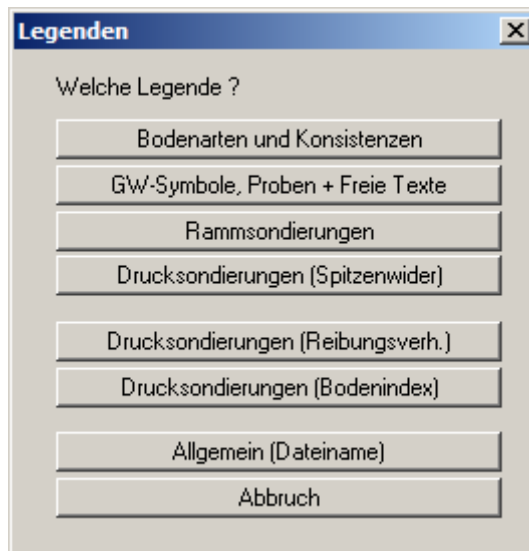 Legenden
Welche Legende ?
Bodenarten und Konsistenzen
GW-Symbole, Proben + Freie Texte
Rammsondierungen
Drucksondierungen (Spitzenwider)
Drucksondierungen (Reibungsverh.)
Drucksondierungen (Bodenindex)
Allgemein (Dateiname)
Abbruch